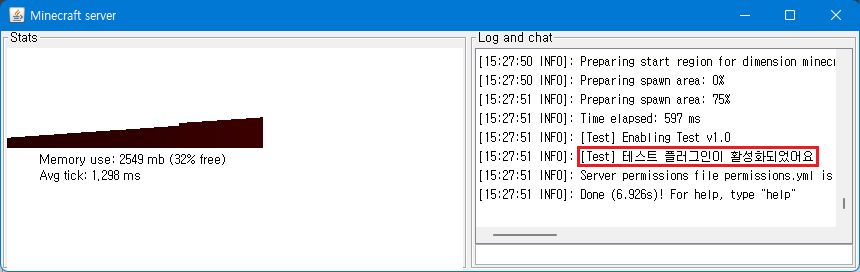 Minecraft server
Stats
Memory use: 2549 mb (32% free)
Avg tick: 1,298 ms
Log and chat
[15:27:50 INFO]: Preparing start region for dimension minecr
[15:27:50 INFO]: Preparing spawn area: 0%
[15:27:51 INFO]: Preparing spawn area: 75%
[15:27:51 INFO]: Time elapsed: 597 ms
[15:27:51 INFO]: [Test] Enabling Test v1.0
[15:27:51 INFO]: [Test] 테스트 플러그인이 활성화되었어요
[15:27:51 INFO]: Server permissions file permissions.yml is
[15:27:51 INFO]: Done (6.926s)! For help, type "help"